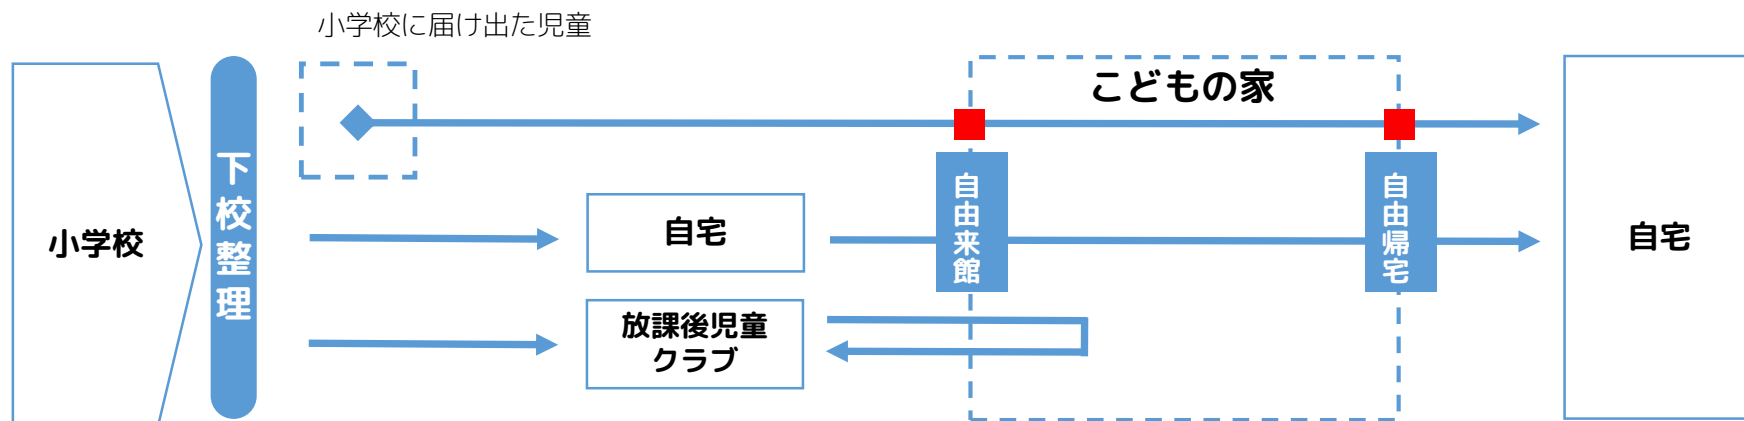 小学校に届け出た児童
小学校
下校整理
自宅
放課後児童
クラブ
こどもの家
自由来館
自由帰宅
自宅